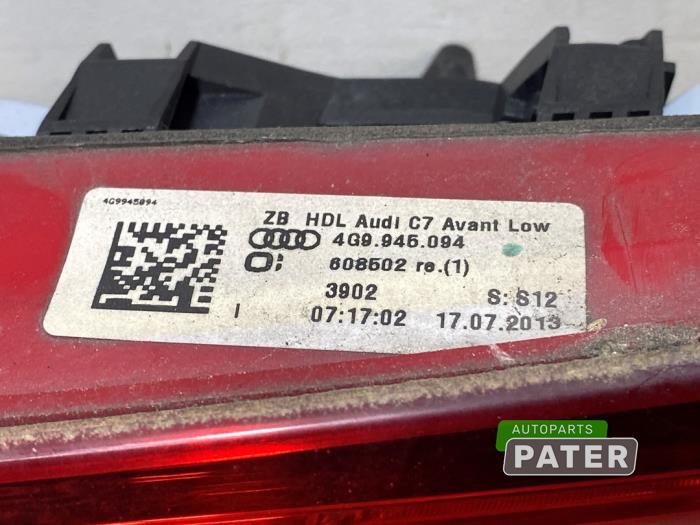 4G9945094
ZB HDL Audi C7 Avant Low
4G9.945.094
608502 re.(1)
3902 S: S12
I 07:17:02 17.07.2013
AUTOPARTS
PATER